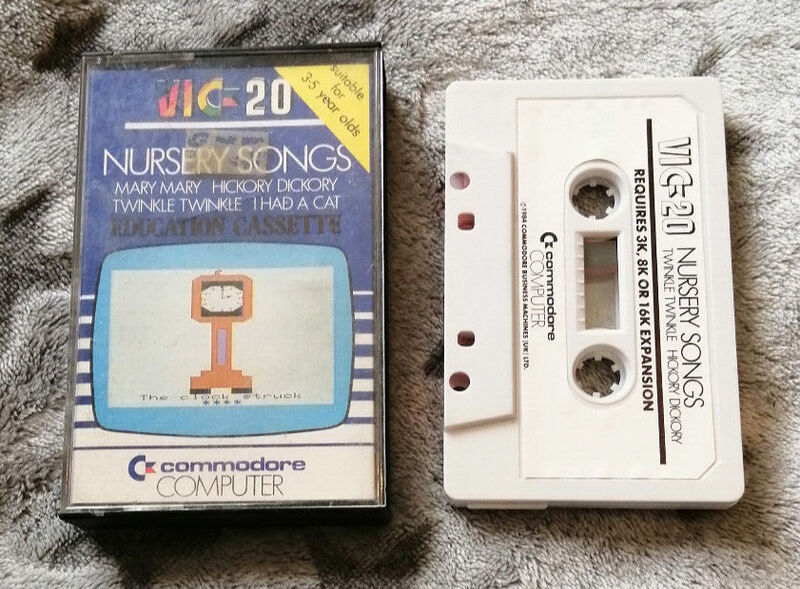 VIC 20
suitable
for
3-5 year olds
NURSERY SONGS
MARY MARY HICKORY DICKORY
TWINKLE TWINKLE I HAD A CAT
EDUCATION CASSETTE
The clock struck
****
commodore
COMPUTER
VIC 20 NURSERY SONGS
TWINKLE TWINKLE HICKORY DICKORY
REQUIRES 3K, 8K OR 16K EXPANSION
commodore
COMPUTER
©1984 COMMODORE BUSINESS MACHINES (UK) LTD.